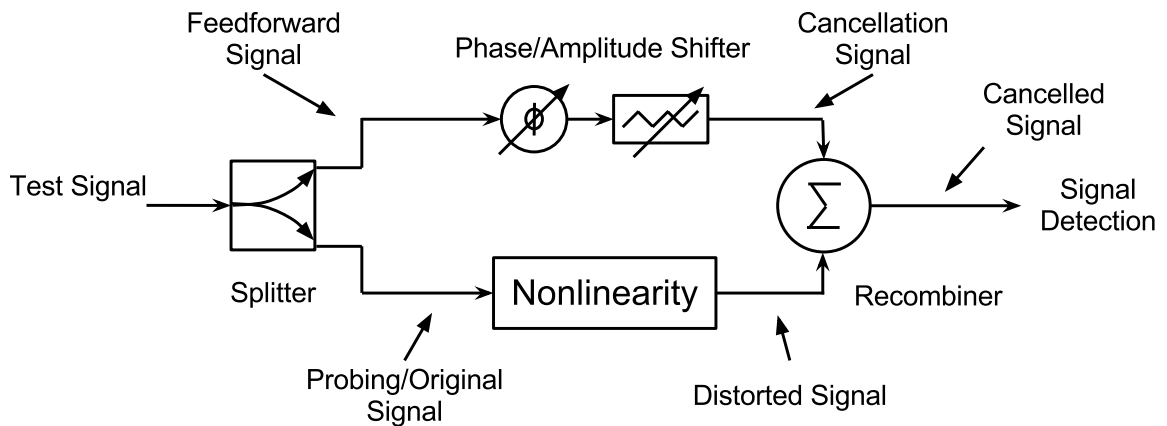 Feedforward
Signal
Phase/Amplitude Shifter
Cancellation
Signal
Cancelled
Signal
ϕ
Test Signal
Σ
Signal
Detection
Splitter
Nonlinearity
Recombiner
Probing/Original
Signal
Distorted Signal